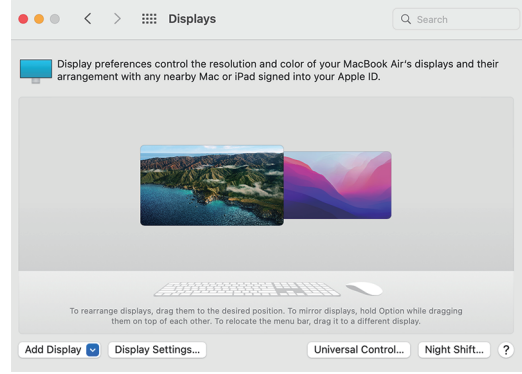 Displays
Search
Display preferences control the resolution and color of your MacBook Air's displays and their
arrangement with any nearby Mac or iPad signed into your Apple ID.
To rearrange displays, drag them to the desired position. To mirror displays, hold Option while dragging
them on top of each other. To relocate the menu bar, drag it to a different display.
Add Display
Display Settings...
Universal Control...
Night Shift...
?